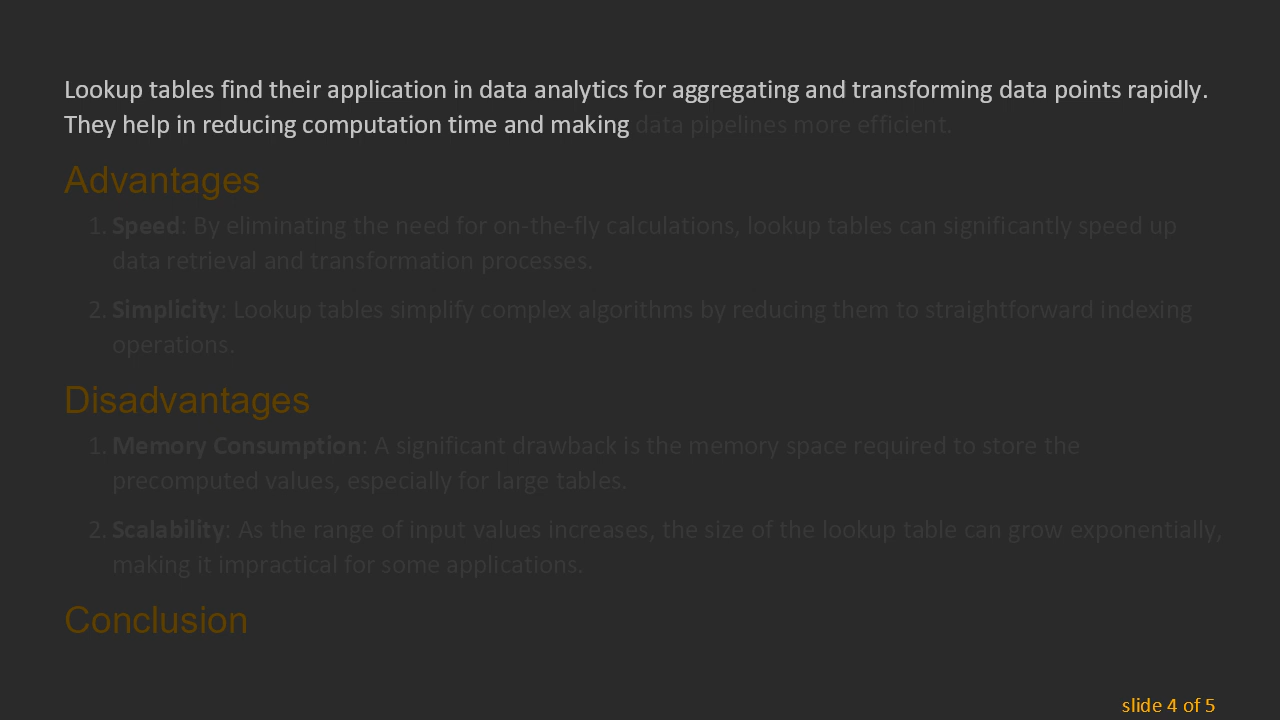 Lookup tables find their application in data analytics for aggregating and transforming data points rapidly.
They help in reducing computation time and making data pipelines more efficient.
Advantages
1. Speed: By eliminating the need for on-the-fly calculations, lookup tables can significantly speed up
data retrieval and transformation processes.
2. Simplicity: Lookup tables simplify complex algorithms by reducing them to straightforward indexing
operations.
Disadvantages
1. Memory Consumption: A significant drawback is the memory space required to store the
precomputed values, especially for large tables.
2. Scalability: As the range of input values increases, the size of the lookup table can grow exponentially,
making it impractical for some applications.
Conclusion
slide 4 of 5